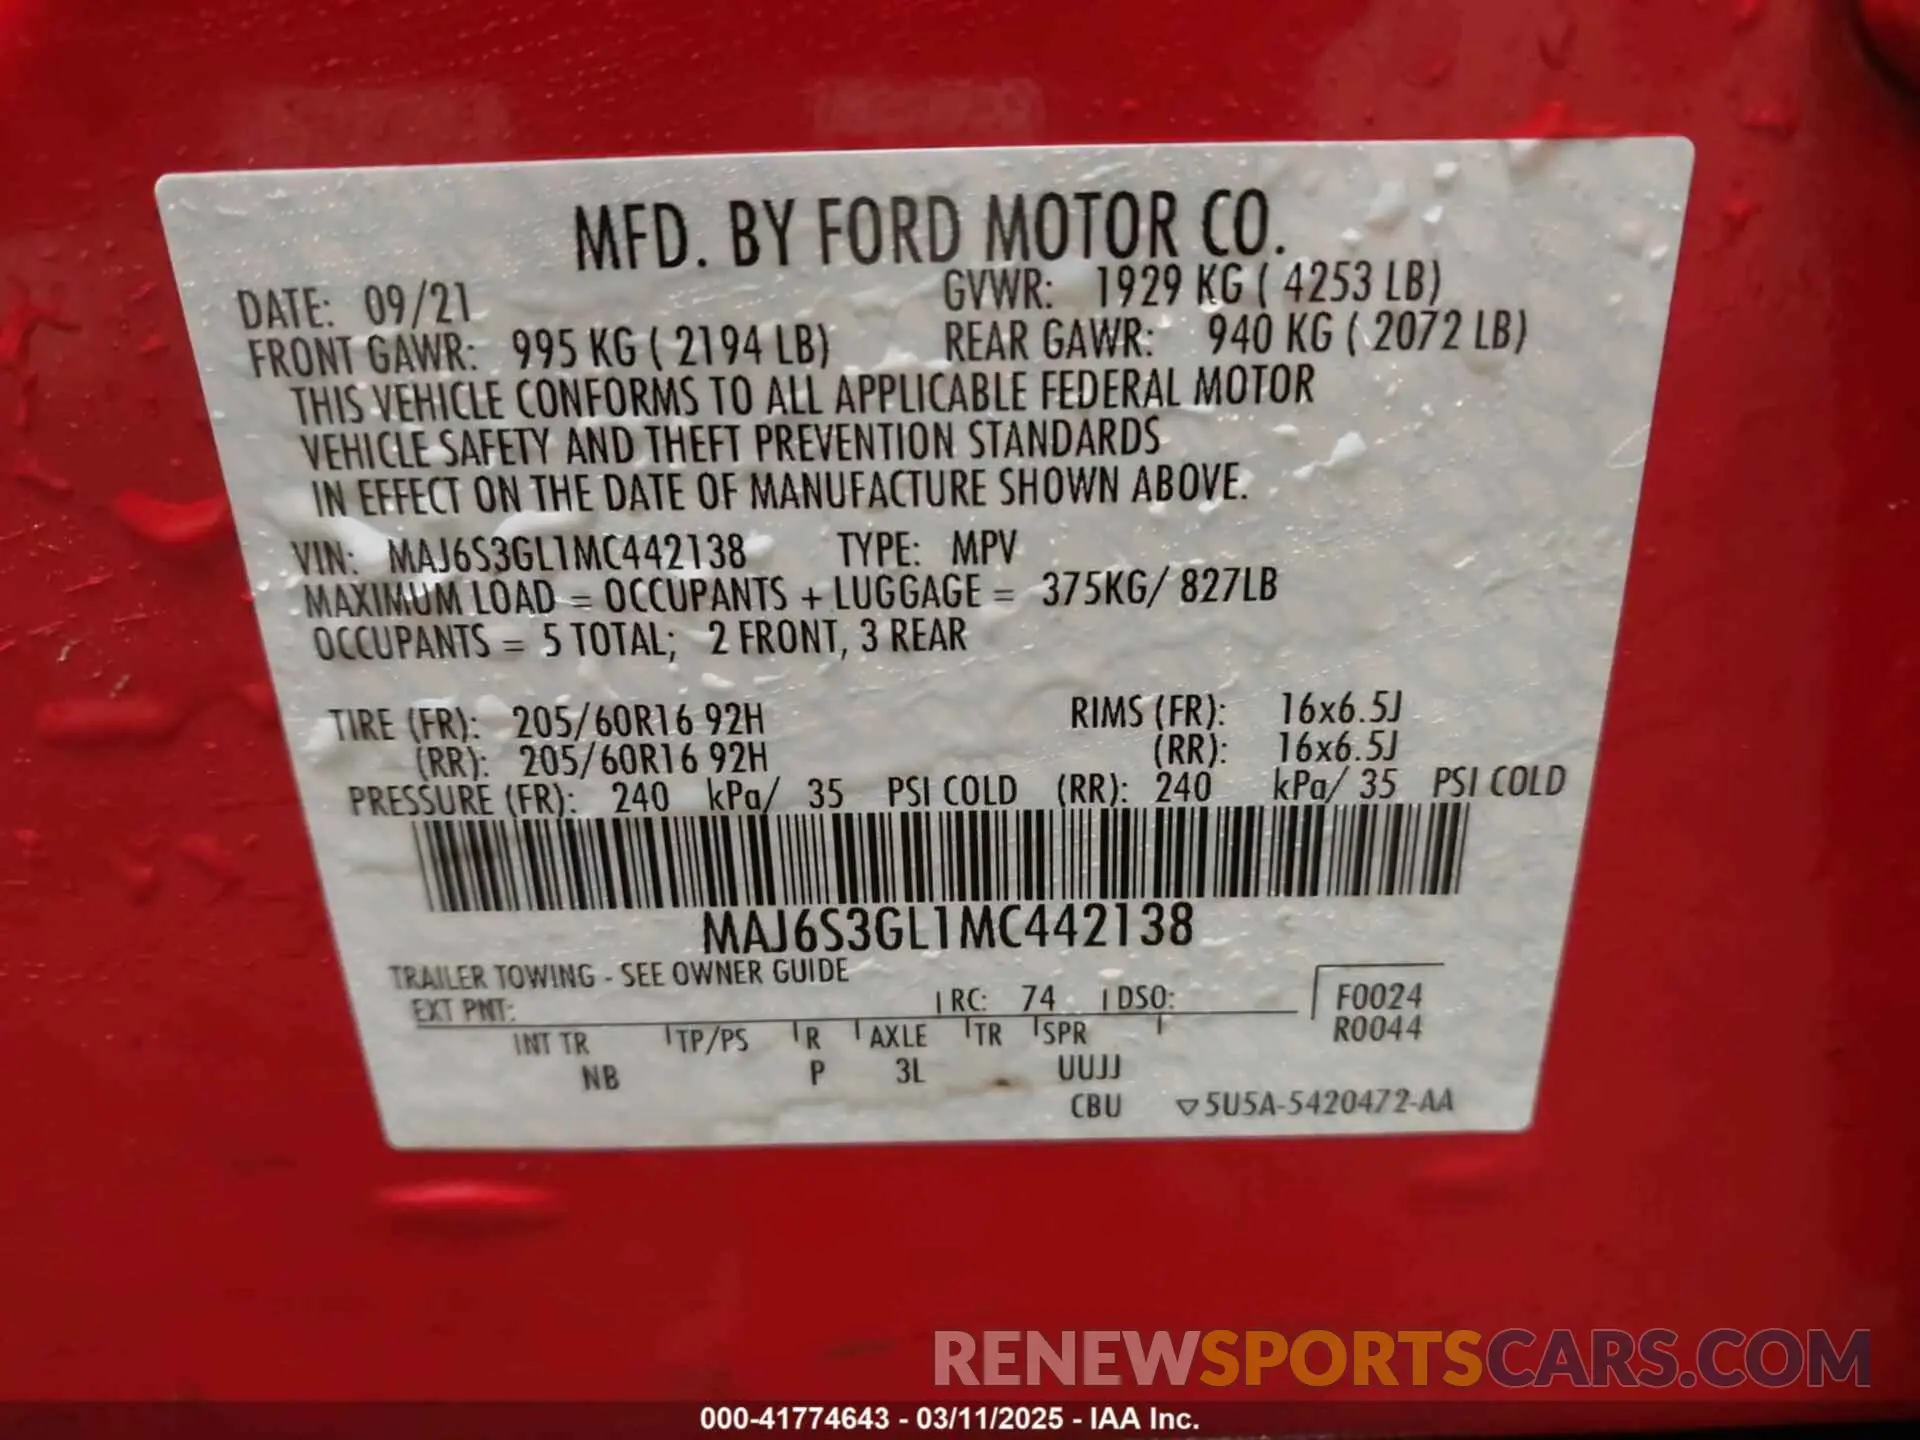 MFD. BY FORD MOTOR CO.
DATE: 09/21 GVWR: 1929 KG ( 4253 LB)
FRONT GAWR: 995 KG ( 2194 LB) REAR GAWR: 940 KG ( 2072 LB)
THIS VEHICLE CONFORMS TO ALL APPLICABLE FEDERAL MOTOR
VEHICLE SAFETY AND THEFT PREVENTION STANDARDS
IN EFFECT ON THE DATE OF MANUFACTURE SHOWN ABOVE.
VIN: MAJ6S3GL1MC442138 TYPE: MPV
MAXIMUM LOAD = OCCUPANTS + LUGGAGE = 375KG/ 827LB
OCCUPANTS = 5 TOTAL; 2 FRONT, 3 REAR
TIRE (FR): 205/60R16 92H RIMS (FR): 16x6.5J
(RR): 205/60R16 92H (RR): 16x6.5J
PRESSURE (FR): 240 kPa/ 35 PSI COLD (RR): 240 kPa/ 35 PSI COLD
MAJ6S3GL1MC442138
TRAILER TOWING - SEE OWNER GUIDE
EXT PNT: RC: 74 DSO: F0024
R0044
INT TR TP/PS R AXLE TR SPR
NB P 3L UUJJ
CBU ▽5U5A-5420472-AA
RENEWSPORTSCARS.COM
000-41774643 - 03/11/2025 - IAA Inc.